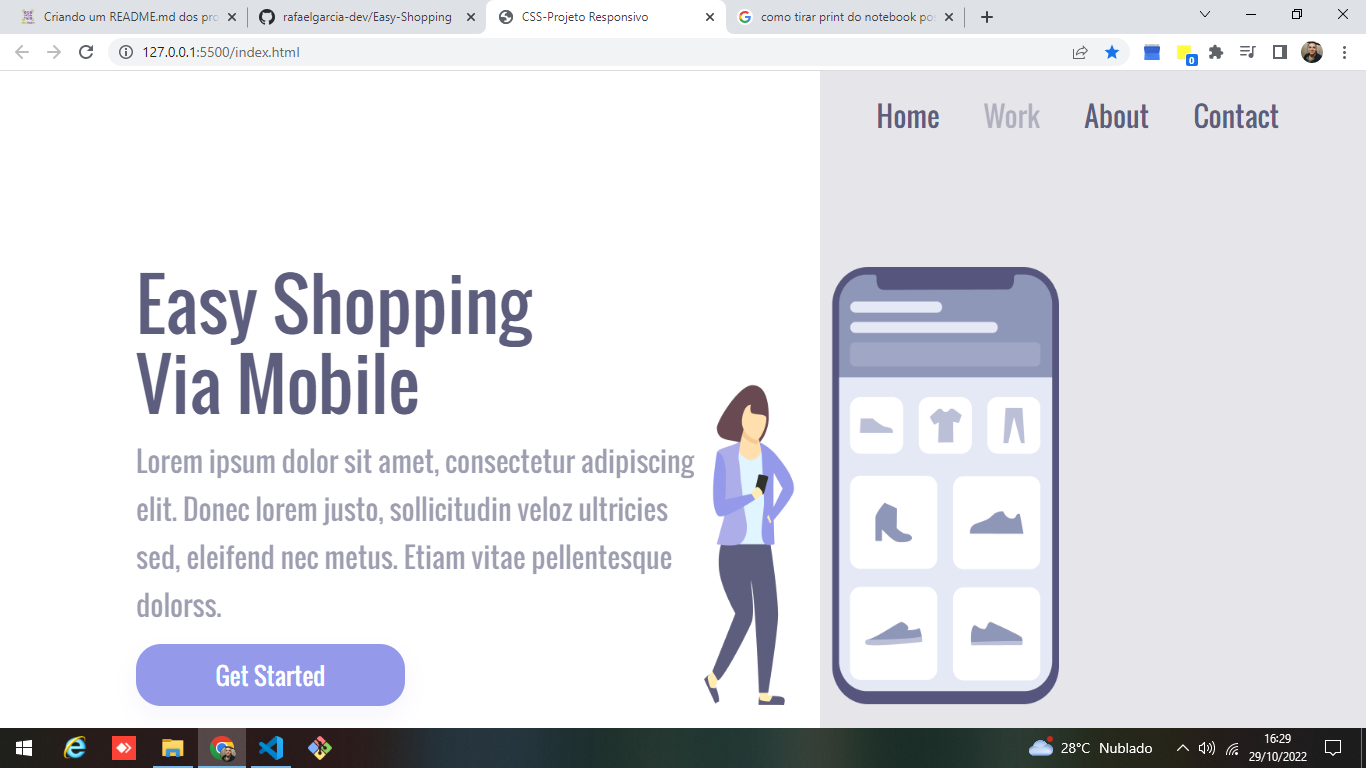 Criando um README.md dos pro
rafaelgarcia-dev/Easy-Shopping
CSS-Projeto Responsivo
como tirar print do notebook po
127.0.0.1:5500/index.html
0
Home Work About Contact
Easy Shopping
Via Mobile
Lorem ipsum dolor sit amet, consectetur adipiscing
elit. Donec lorem justo, sollicitudin veloz ultricies
sed, eleifend nec metus. Etiam vitae pellentesque
dolorss.
Get Started
28°C Nublado
16:29
29/10/2022